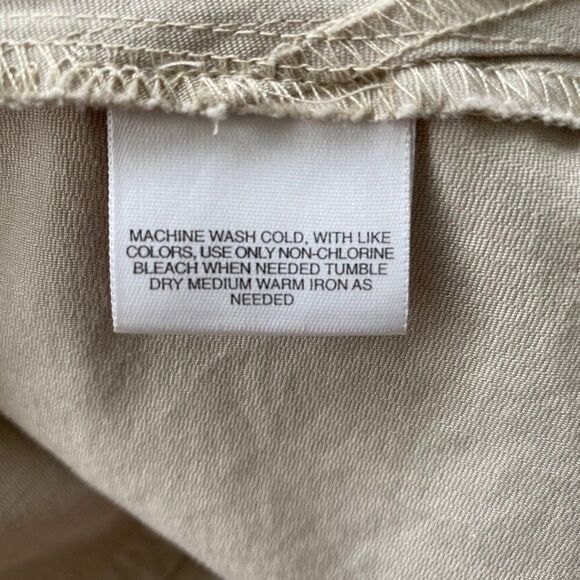 MACHINE WASH COLD, WITH LIKE
COLORS, USE ONLY NON-CHLORINE
BLEACH WHEN NEEDED TUMBLE
DRY MEDIUM WARM IRON AS
NEEDED